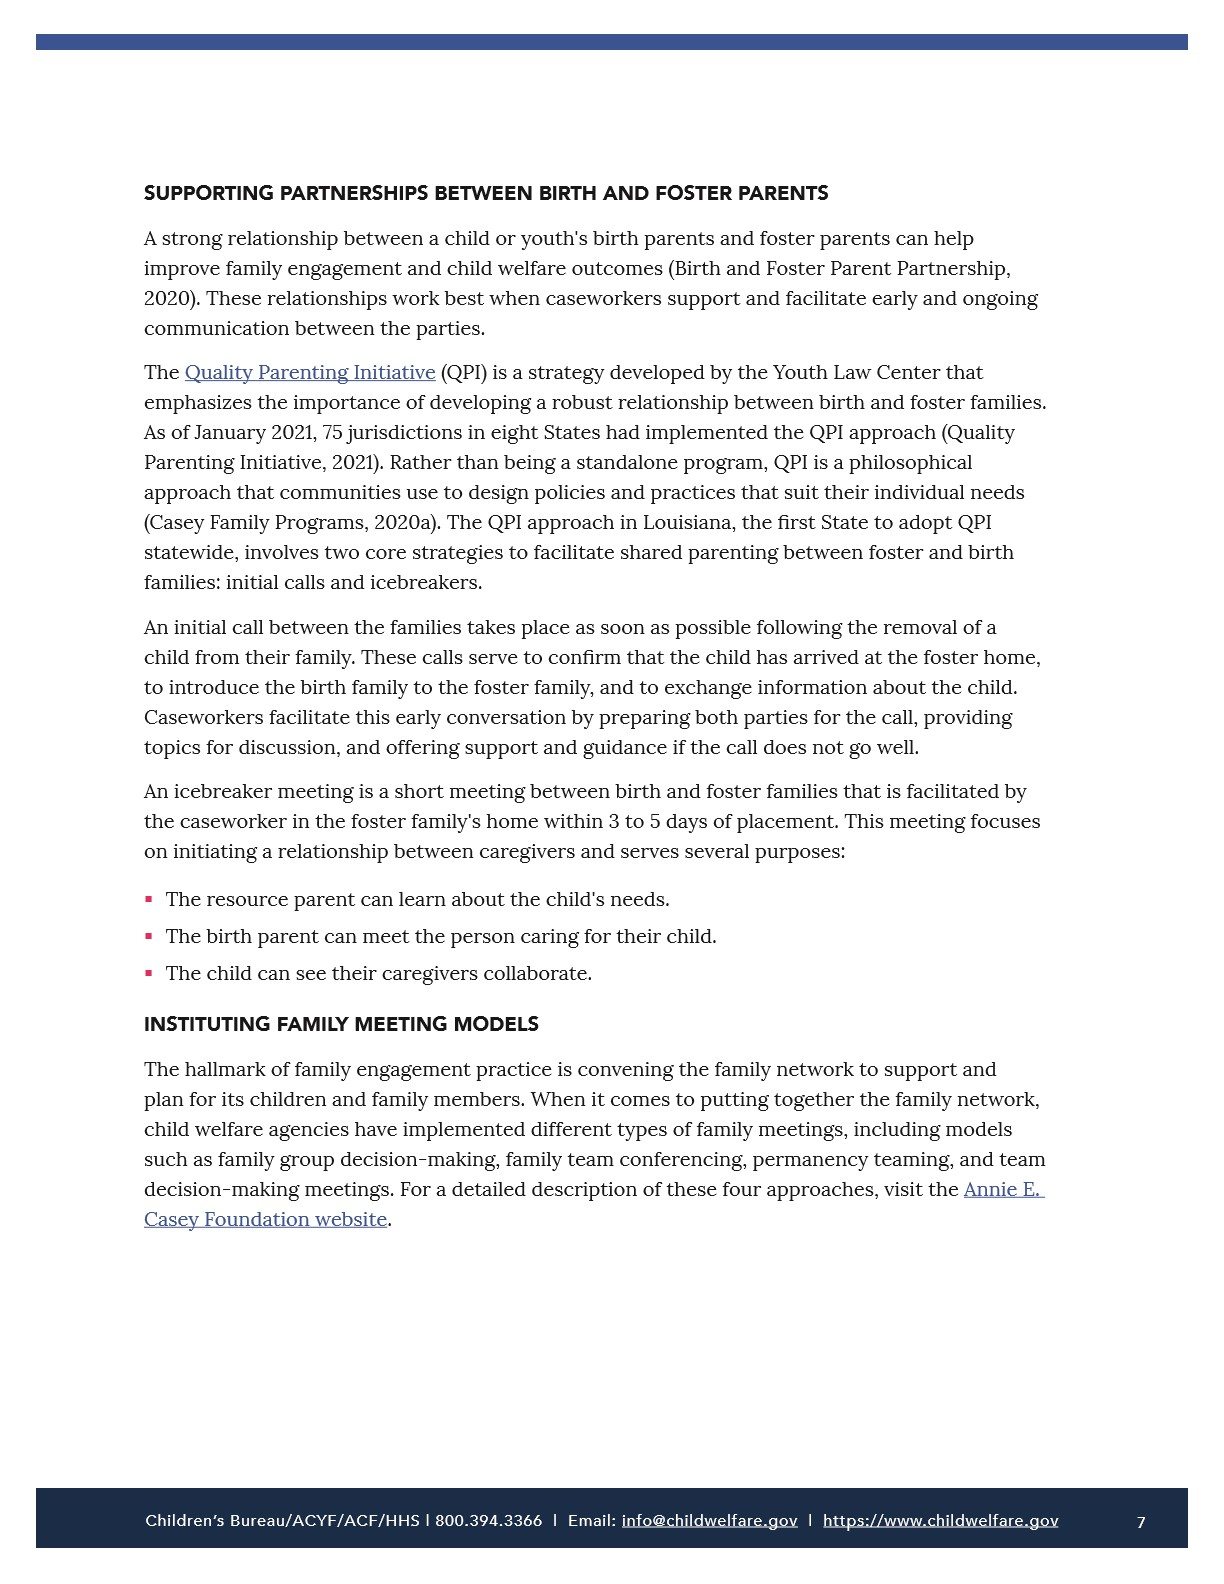 SUPPORTING PARTNERSHIPS BETWEEN BIRTH AND FOSTER PARENTS
A strong relationship between a child or youth's birth parents and foster parents can help
improve family engagement and child welfare outcomes (Birth and Foster Parent Partnership,
2020). These relationships work best when caseworkers support and facilitate early and ongoing
communication between the parties.
The Quality Parenting Initiative (QPI) is a strategy developed by the Youth Law Center that
emphasizes the importance of developing a robust relationship between birth and foster families.
As of January 2021, 75 jurisdictions in eight States had implemented the QPI approach (Quality
Parenting Initiative, 2021). Rather than being a standalone program, QPI is a philosophical
approach that communities use to design policies and practices that suit their individual needs
(Casey Family Programs, 2020a). The QPI approach in Louisiana, the first State to adopt QPI
statewide, involves two core strategies to facilitate shared parenting between foster and birth
families: initial calls and icebreakers.
An initial call between the families takes place as soon as possible following the removal of a
child from their family. These calls serve to confirm that the child has arrived at the foster home,
to introduce the birth family to the foster family, and to exchange information about the child.
Caseworkers facilitate this early conversation by preparing both parties for the call, providing
topics for discussion, and offering support and guidance if the call does not go well.
An icebreaker meeting is a short meeting between birth and foster families that is facilitated by
the caseworker in the foster family's home within 3 to 5 days of placement. This meeting focuses
on initiating a relationship between caregivers and serves several purposes:
▪ The resource parent can learn about the child's needs.
▪ The birth parent can meet the person caring for their child.
▪ The child can see their caregivers collaborate.
INSTITUTING FAMILY MEETING MODELS
The hallmark of family engagement practice is convening the family network to support and
plan for its children and family members. When it comes to putting together the family network,
child welfare agencies have implemented different types of family meetings, including models
such as family group decision-making, family team conferencing, permanency teaming, and team
decision-making meetings. For a detailed description of these four approaches, visit the Annie E.
Casey Foundation website.
Children's Bureau/ACYF/ACF/HHS | 800.394.3366 | Email: info@childwelfare.gov | https://www.childwelfare.gov 7